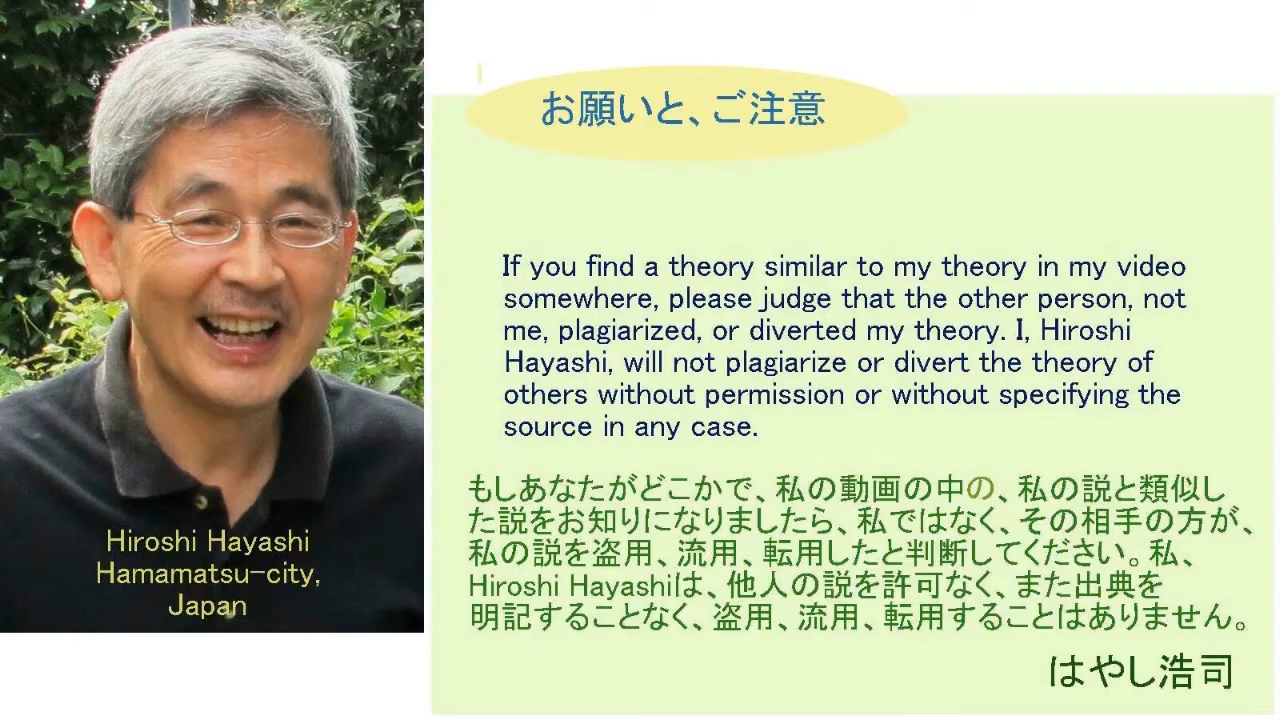 お願いと、ご注意
If you find a theory similar to my theory in my video
somewhere, please judge that the other person, not
me, plagiarized, or diverted my theory. I, Hiroshi
Hayashi, will not plagiarize or divert the theory of
others without permission or without specifying the
source in any case.
もしあなたがどこかで、私の動画の中の、私の説と類似し
た説をお知りになりましたら、私ではなく、その相手の方が、
私の説を盗用、流用、転用したと判断してください。私、
Hiroshi Hayashiは、他人の説を許可なく、また出典を
明記することなく、盗用、流用、転用することはありません。
はやし浩司
Hiroshi Hayashi
Hamamatsu-city,
Japan